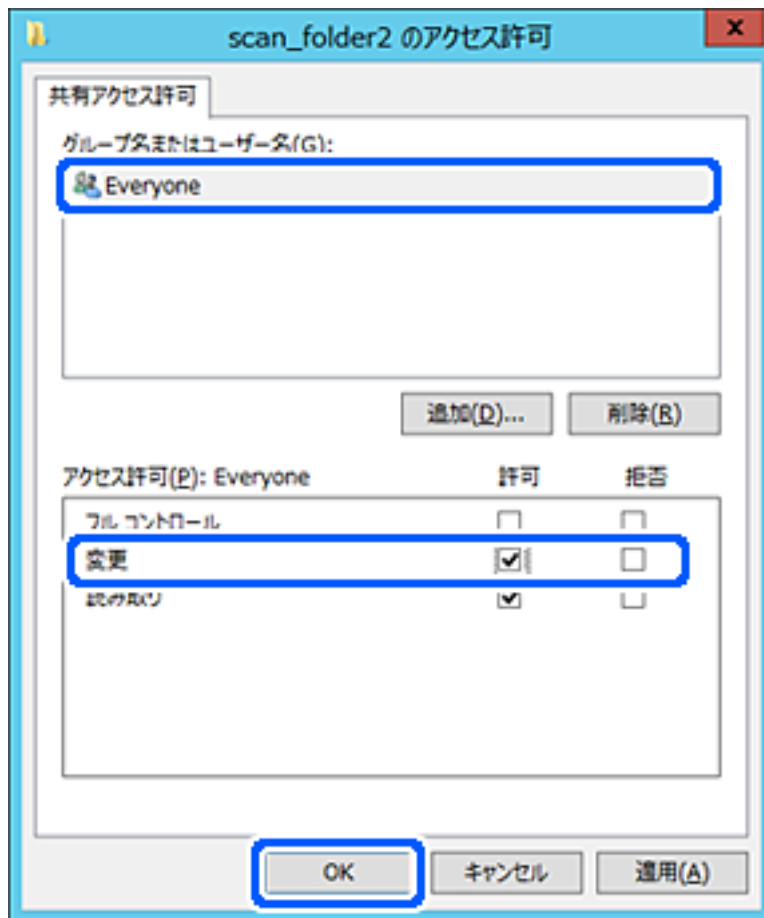 scan_folder2 のアクセス許可
x
共有アクセス許可
グループ名またはユーザー名(G):
Everyone
追加(D)... 削除(R)
アクセス許可(P): Everyone 許可 拒否
フル コントロール
変更
読み取り
OK キャンセル 適用(A)